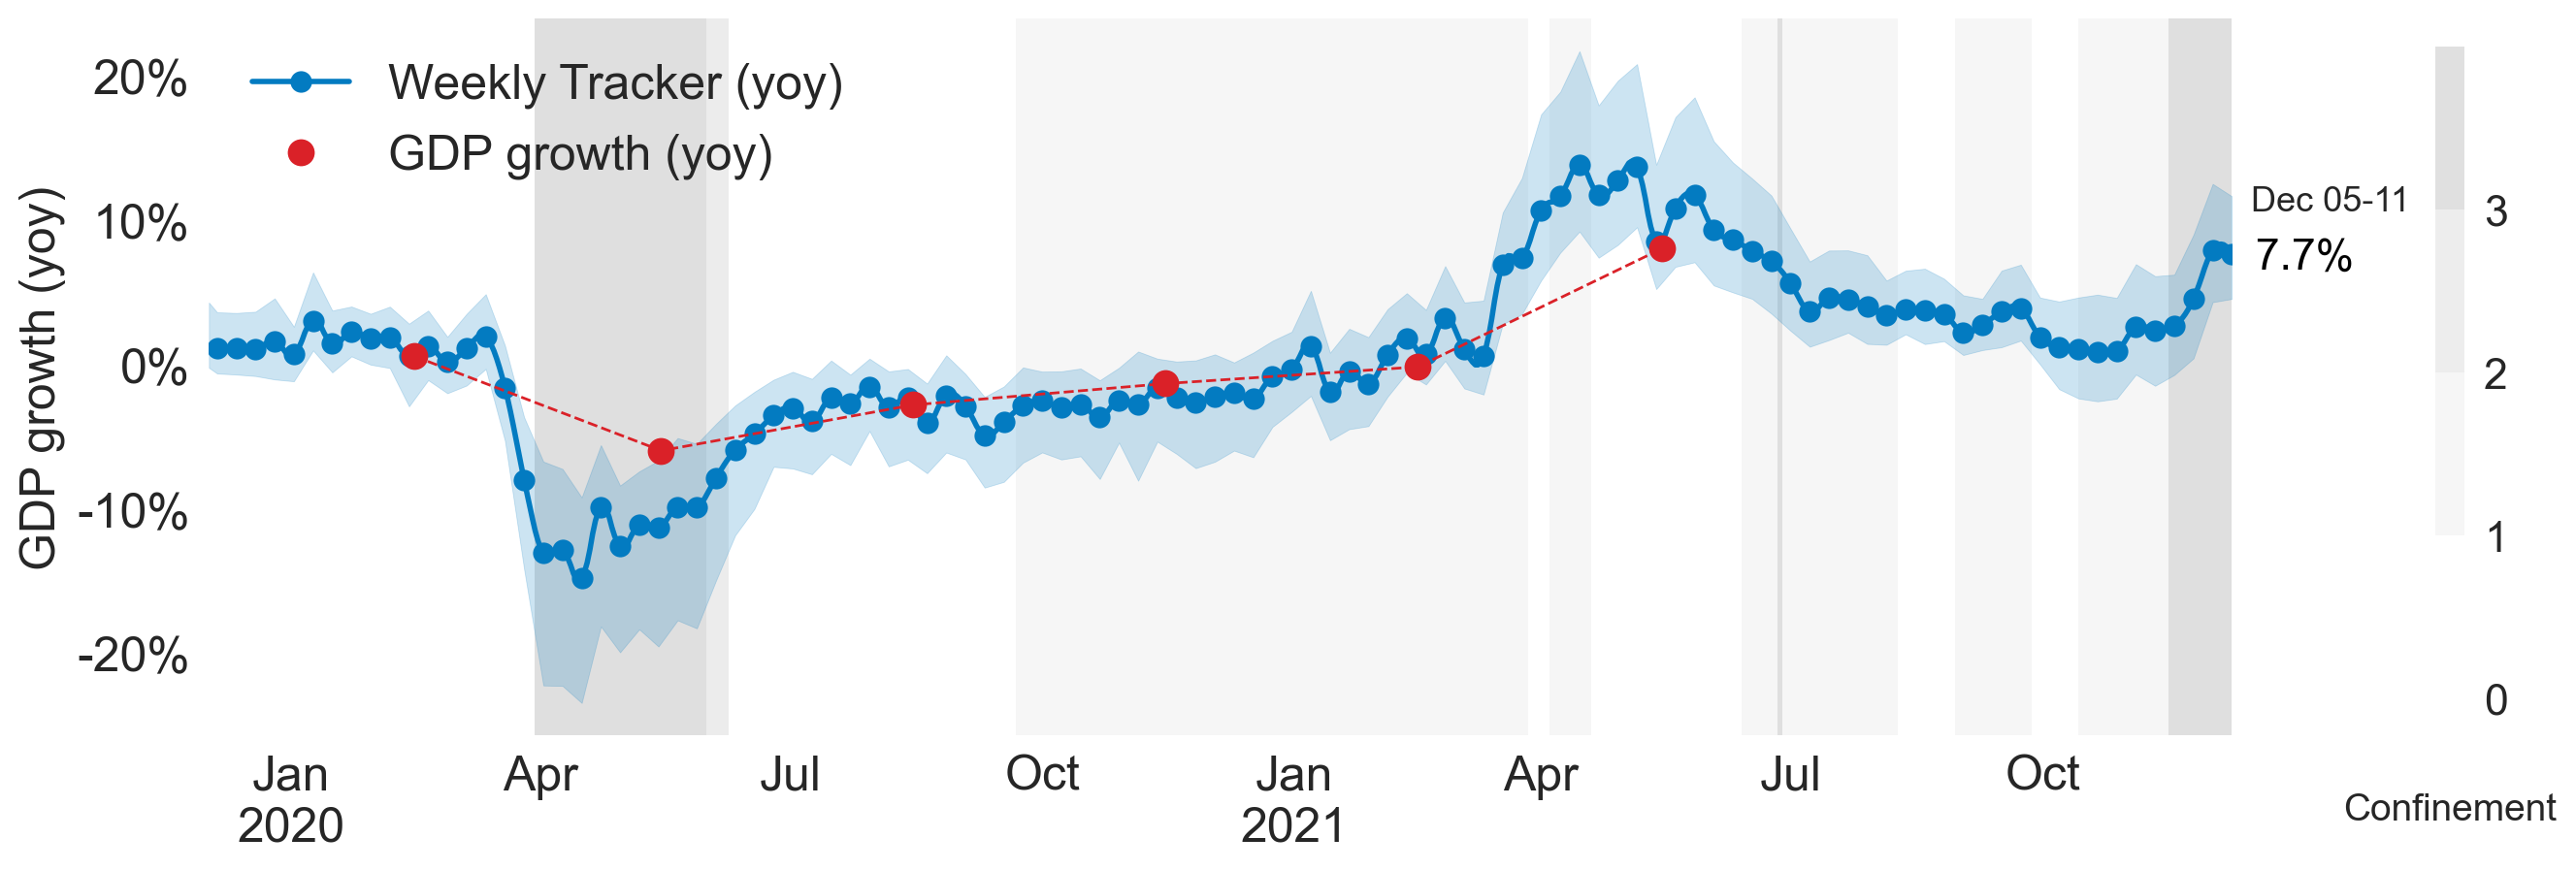 GDP growth (yoy)
20%
10%
0%
-10%
-20%
Weekly Tracker (yoy)
GDP growth (yoy)
Jan
2020
Apr
Jul
Oct
Jan
2021
Apr
Jul
Oct
Dec 05-11
7.7%
3
2
1
0
Confinement